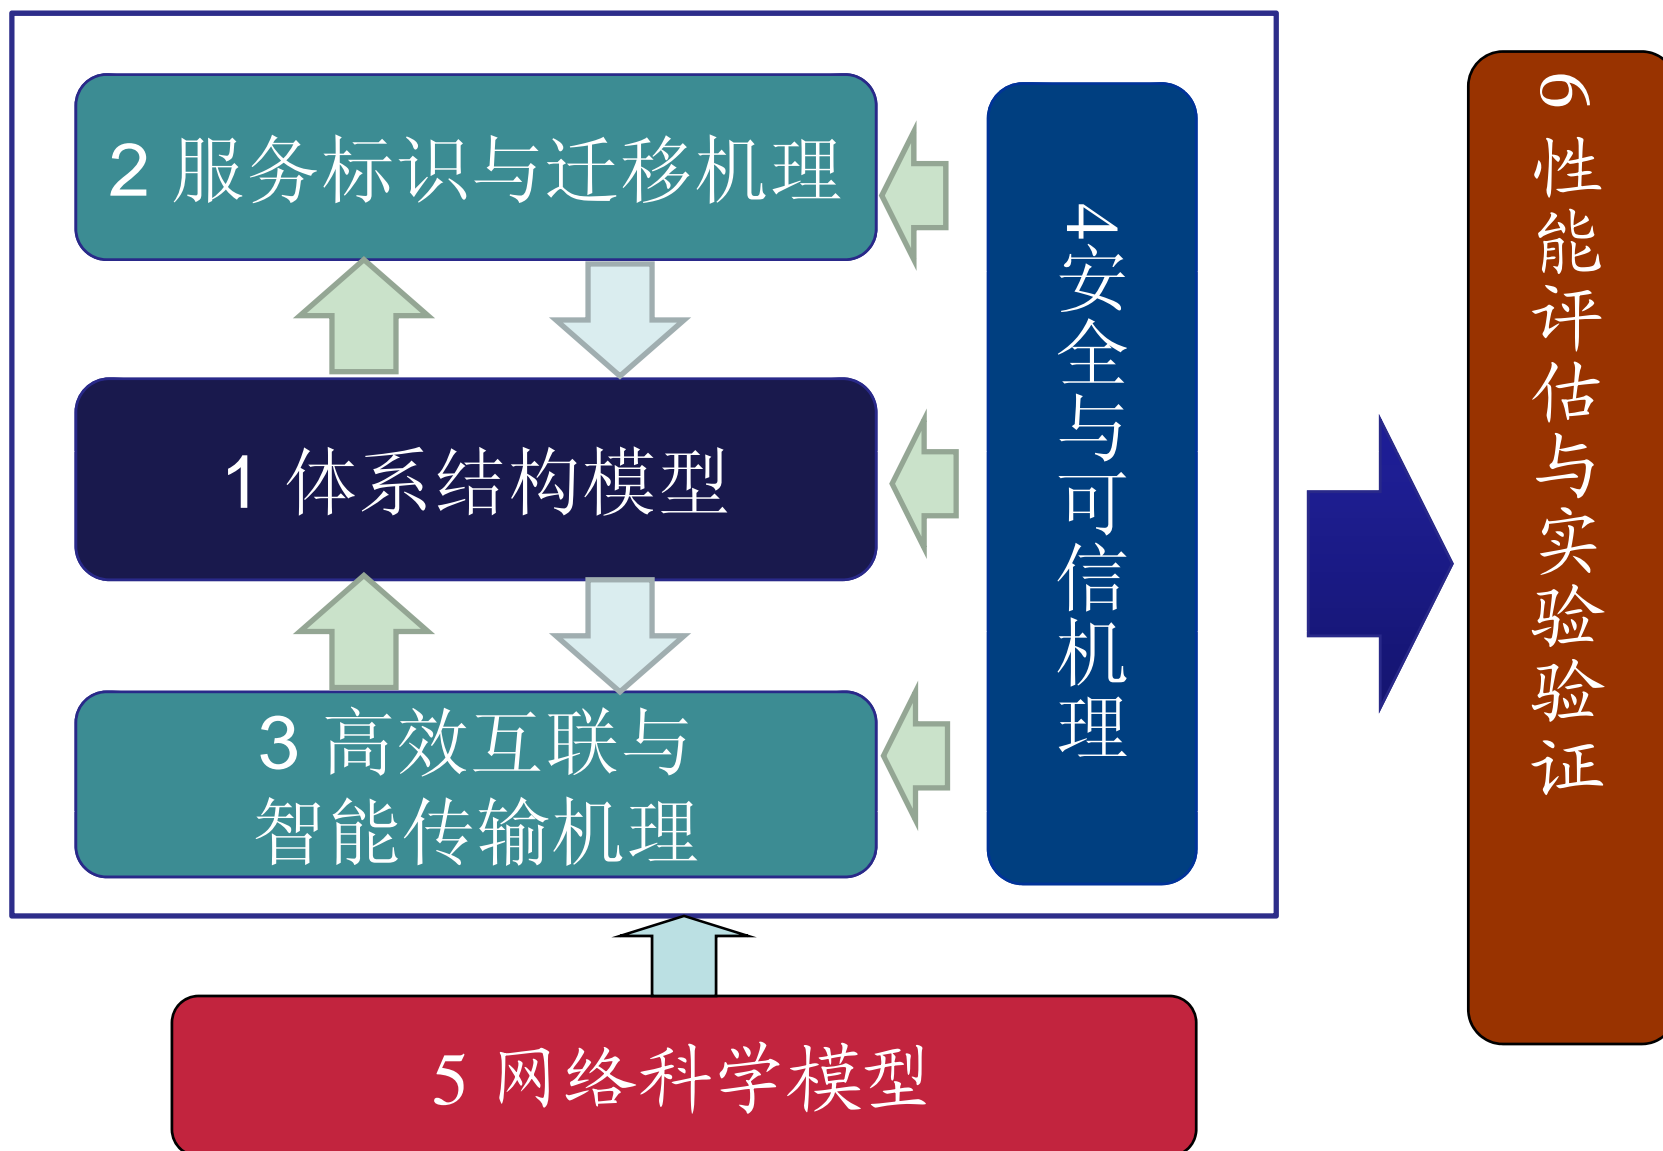 2 服务标识与迁移机理
1 体系结构模型
3 高效互联与
智能传输机理
4安全与可信机理
5 网络科学模型
6 性能评估与实验验证